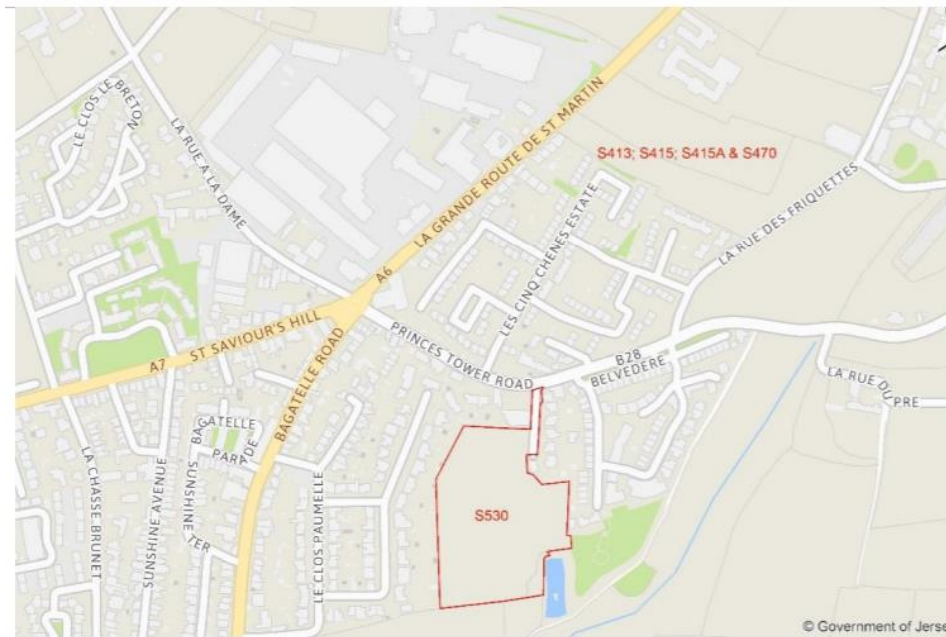 LE CLOS LE BRETON
LA RUE A LA DAME
LA GRANDE ROUTE DE ST MARTIN
S413; S415; S415A & S470
LA RUE DES FRIQUETTES
A6
LES CINQ CHENES ESTATE
A7
ST SAVIOUR'S HILL
PRINCES TOWER ROAD
B28
BELVEDERE
LA RUE DU PRE
BAGATELLE ROAD
BAGATELLE
PARADE
SUNSHINE TER
SUNSHINE AVENUE
LA CHASSE BRUNET
LE CLOS PAUMELLE
S530
© Government of Jerse